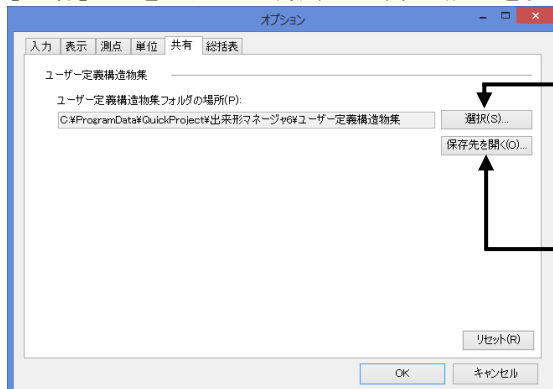 オプション
入力 表示 測点 単位 共有 総括表
ユーザー定義構造物集
ユーザー定義構造物集フォルダの場所(P):
C:¥ProgramData¥QuickProject¥出来形マネージャ6¥ユーザー定義構造物集 選択(S)...
保存先を開く(O)...
リセット(R)
OK キャンセル